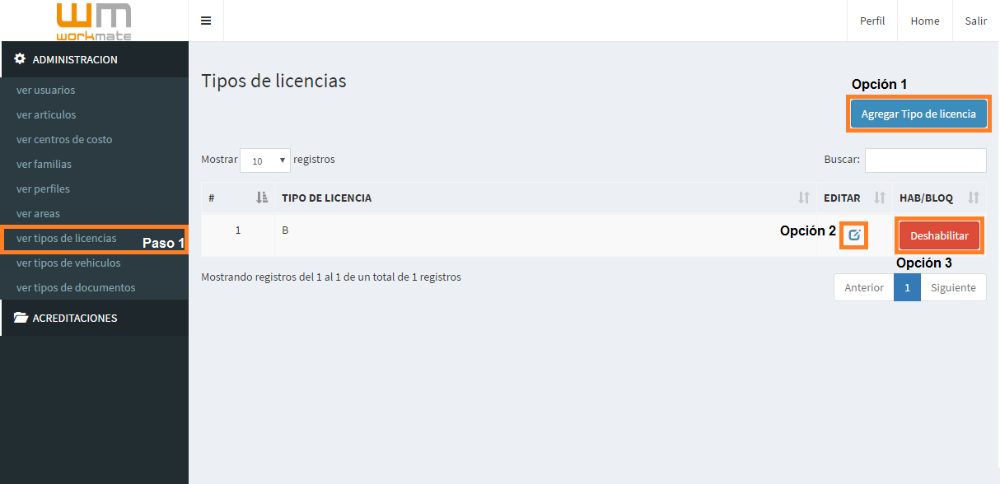 wm
workmate
Perfil Home Salir
ADMINISTRACION
ver usuarios
ver articulos
ver centros de costo
ver familias
ver perfiles
ver areas
ver tipos de licencias Paso 1
ver tipos de vehiculos
ver tipos de documentos
ACREDITACIONES
Tipos de licencias
Opción 1
Agregar Tipo de licencia
Mostrar 10 registros Buscar:
# TIPO DE LICENCIA EDITAR HAB/BLOQ
1 B Opción 2 Deshabilitar
Opción 3
Mostrando registros del 1 al 1 de un total de 1 registros
Anterior 1 Siguiente